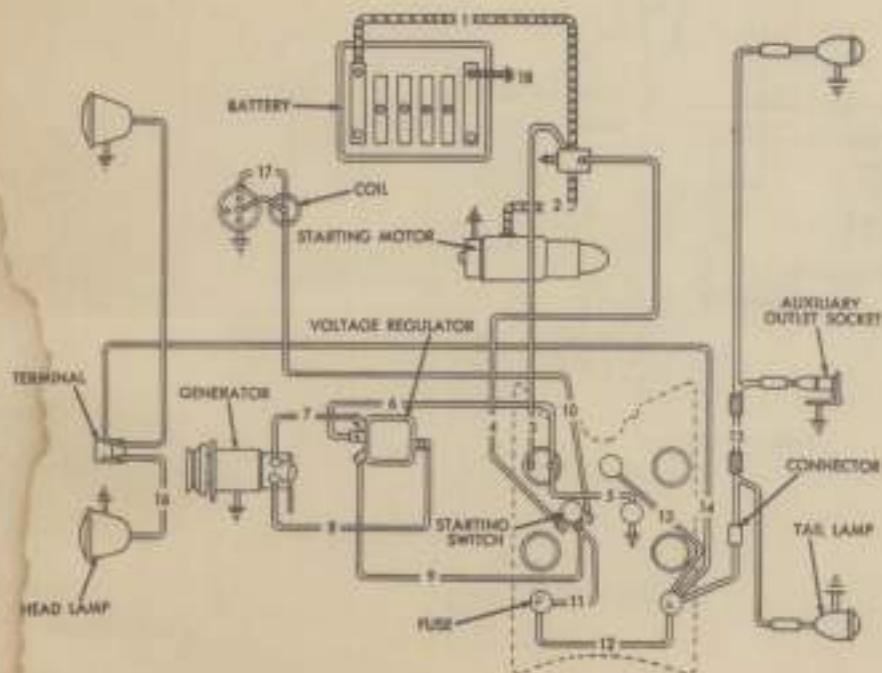 1
18
BATTERY
17
COIL
2
STARTING MOTOR
AUXILIARY
OUTLET SOCKET
VOLTAGE REGULATOR
TERMINAL
GENERATOR
7
6
10
4
3
15
CONNECTOR
16
5
14
8
STARTING
SWITCH
13
TAIL LAMP
9
HEAD LAMP
11
FUSE
12